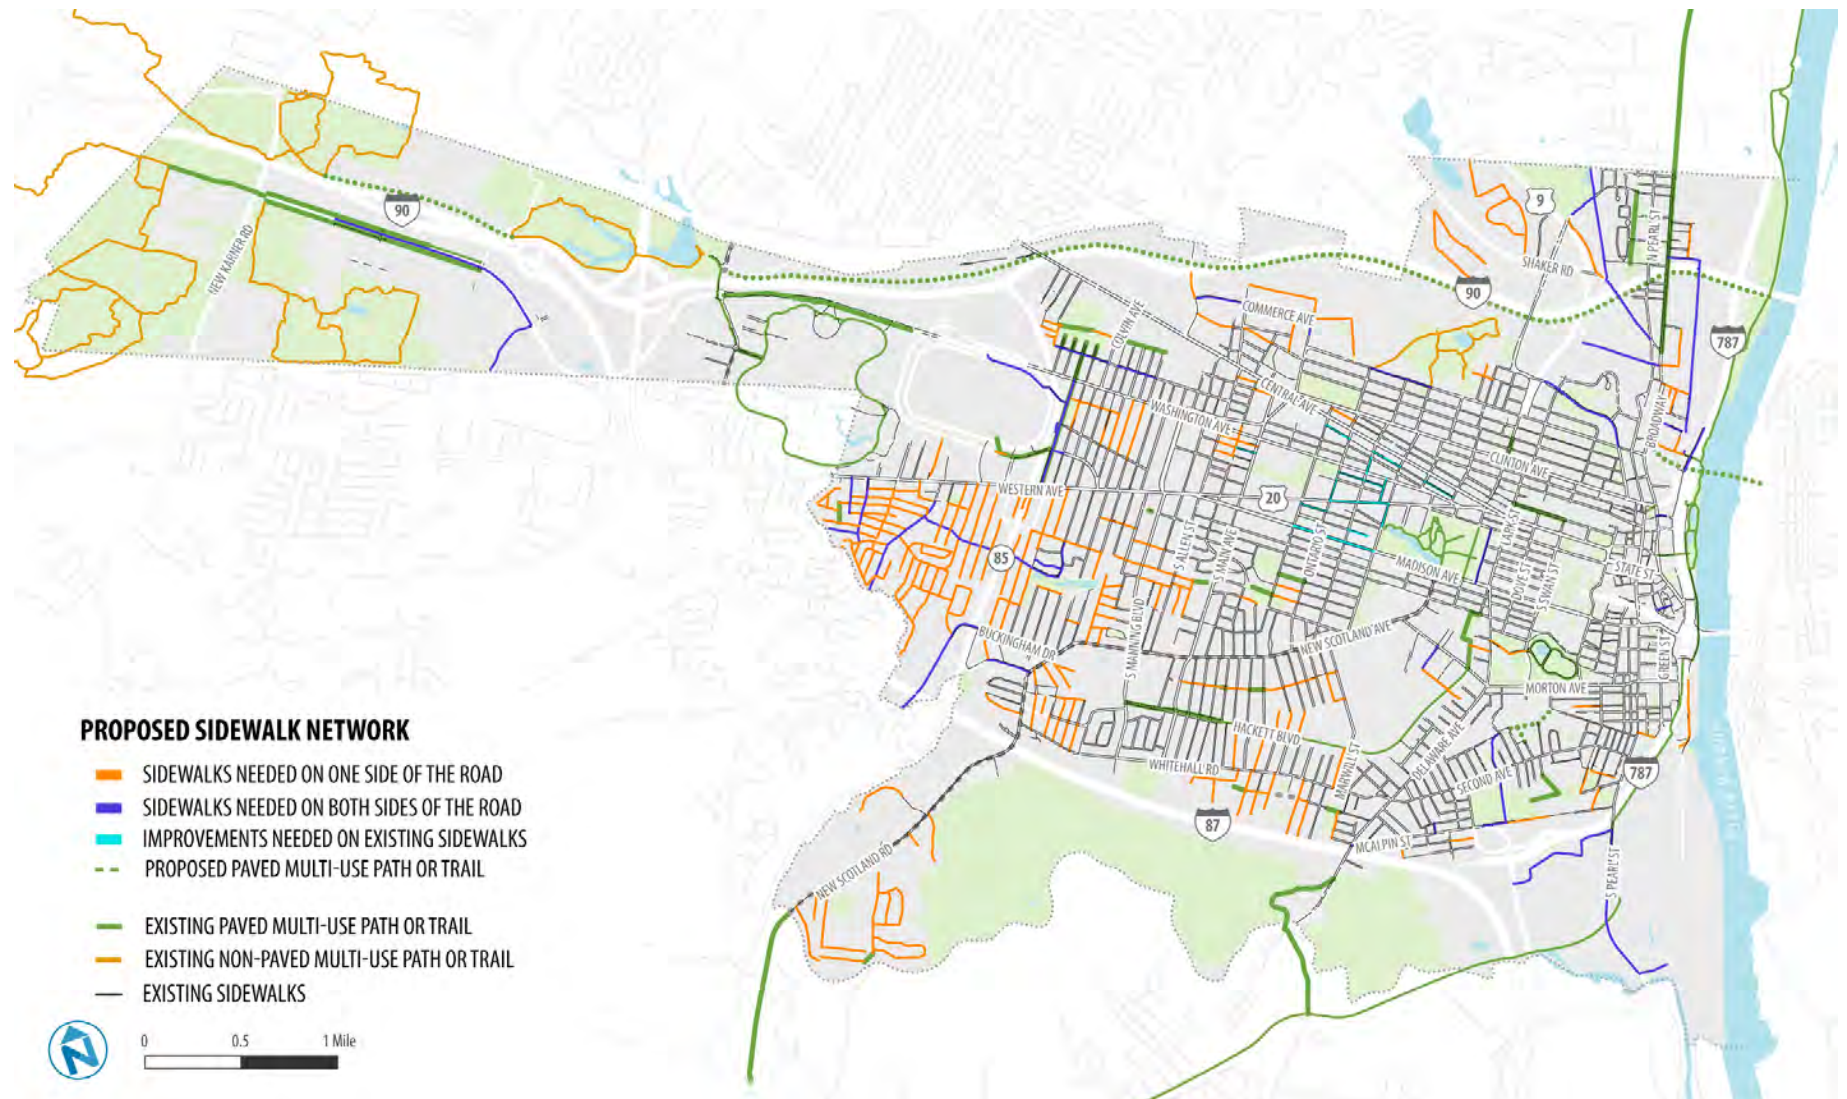 90
NEW KARNER RD
9
N PEARL ST
SHAKER RD
90
COMMERCE AVE
COLVIN AVE
787
CENTRAL AVE
WASHINGTON AVE
BROADWAY
CLINTON AVE
WESTERN AVE
20
LARK ST
S ALLEN ST
S MAIN AVE
ONTARIO ST
85
MADISON AVE
DOVE ST
S SWAN ST
STATE ST
BUCKINGHAM DR
S MANNING BLVD
NEW SCOTLAND AVE
GREEN ST
MORTON AVE
HACKETT BLVD
DELAWARE AVE
WHITEHALL RD
MARWILL ST
SECOND AVE
787
87
MCALPIN ST
NEW SCOTLAND RD
S PEARL ST
PROPOSED SIDEWALK NETWORK
SIDEWALKS NEEDED ON ONE SIDE OF THE ROAD
SIDEWALKS NEEDED ON BOTH SIDES OF THE ROAD
IMPROVEMENTS NEEDED ON EXISTING SIDEWALKS
PROPOSED PAVED MULTI-USE PATH OR TRAIL
EXISTING PAVED MULTI-USE PATH OR TRAIL
EXISTING NON-PAVED MULTI-USE PATH OR TRAIL
EXISTING SIDEWALKS
N
0 0.5 1 Mile